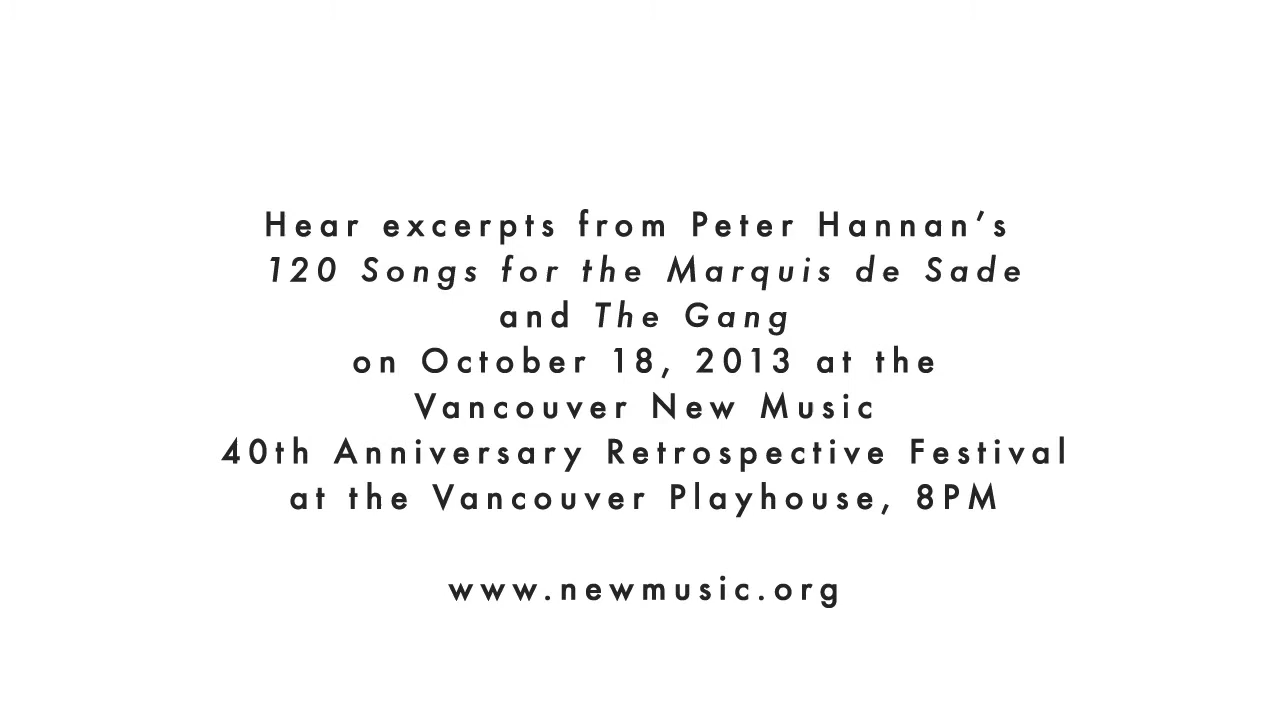 Hear excerpts from Peter Hannan’s
120 Songs for the Marquis de Sade
and The Gang
on October 18, 2013 at the
Vancouver New Music
40th Anniversary Retrospective Festival
at the Vancouver Playhouse, 8PM
www.newmusic.org